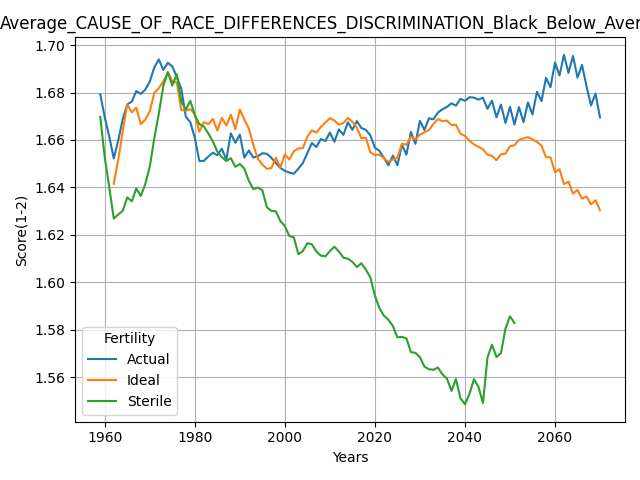 Average_CAUSE_OF_RACE_DIFFERENCES_DISCRIMINATION_Black_Below_Aver
1.70
1.68
1.66
1.64
1.62
1.60
1.58
1.56
Score(1-2)
Fertility
Actual
Ideal
Sterile
1960 1980 2000 2020 2040 2060
Years